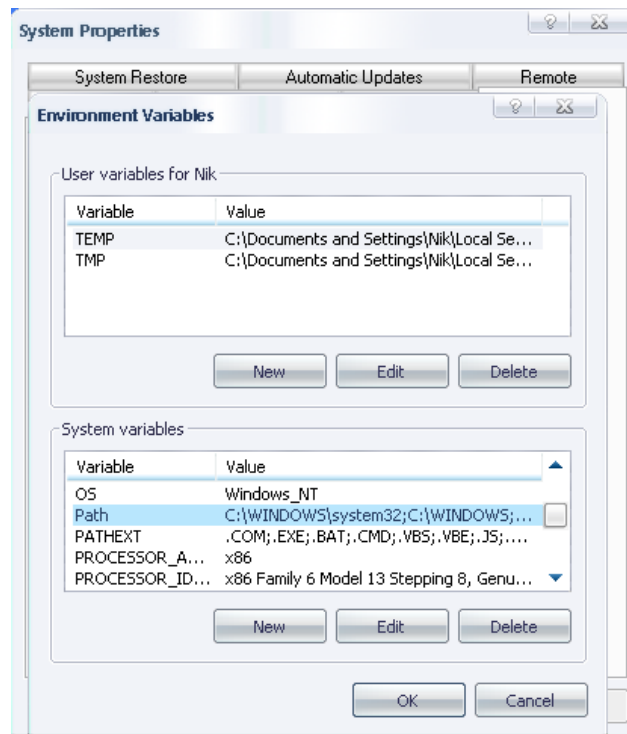 System Properties
System Restore Automatic Updates Remote
Environment Variables
User variables for Nik
Variable Value
TEMP C:\Documents and Settings\Nik\Local Se...
TMP C:\Documents and Settings\Nik\Local Se...
New Edit Delete
System variables
Variable Value
OS Windows_NT
Path C:\WINDOWS\system32;C:\WINDOWS;...
PATHEXT .COM;.EXE;.BAT;.CMD;.VBS;.VBE;.JS;....
PROCESSOR_A... x86
PROCESSOR_ID... x86 Family 6 Model 13 Stepping 8, Genu...
New Edit Delete
OK Cancel